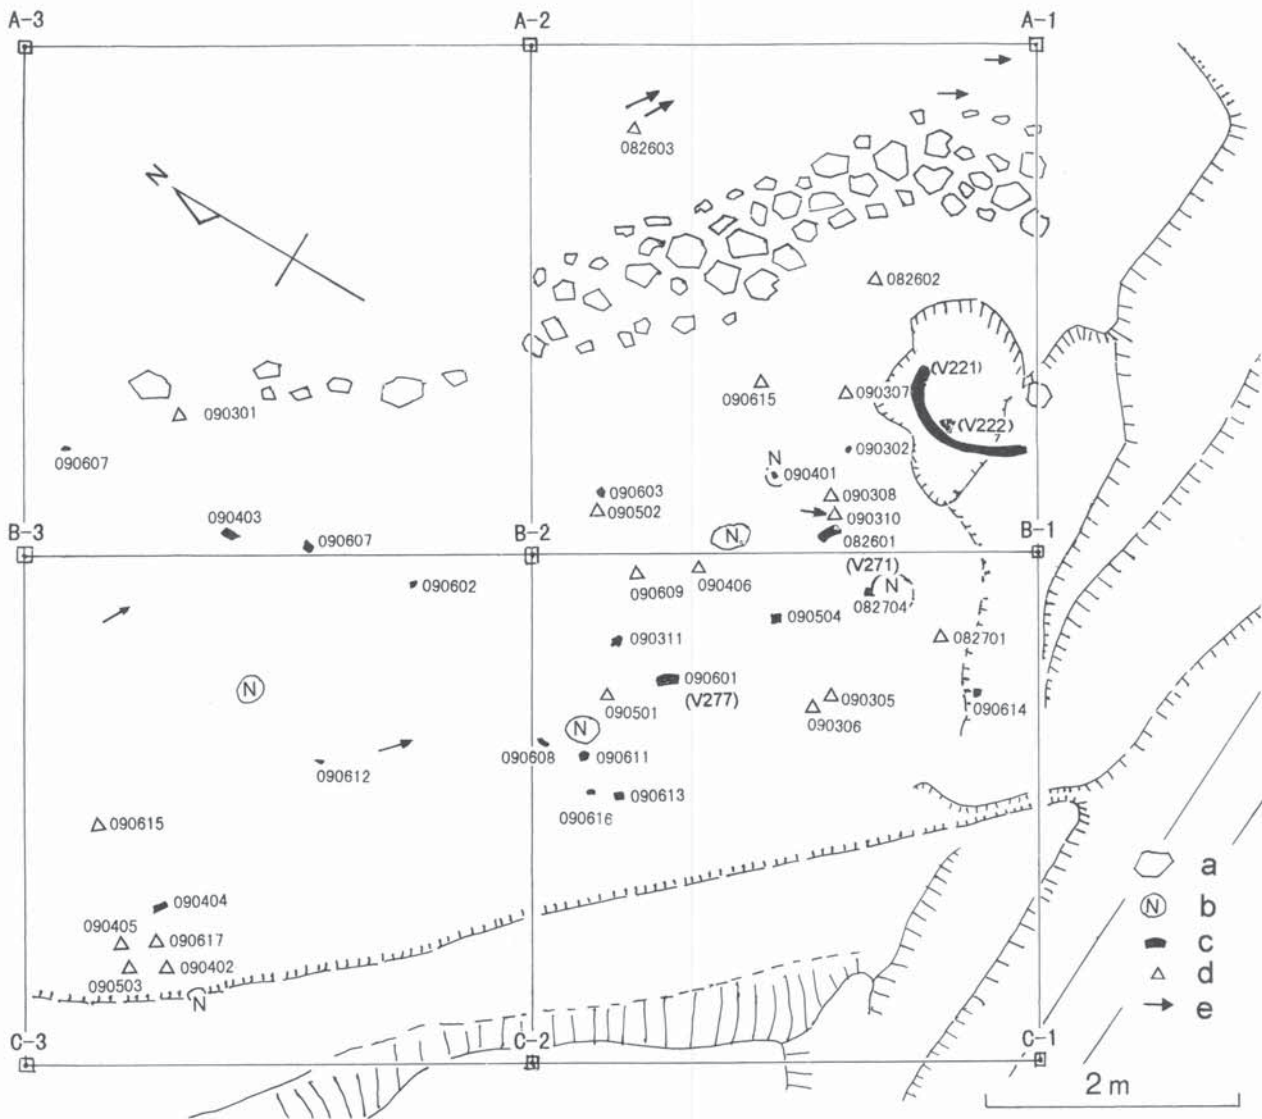 A-3
A-2
A-1
082603
N
082602
(V221)
090615
090307
(V222)
090301
090302
N
090401
090607
090603
090308
090502
090310
090403
B-3
090607
B-2
N
082601
B-1
(V271)
090602
090609
090406
N
082704
090504
090311
082701
N
090601
090501
(V277)
090305
090306
090614
N
090608
090611
090612
090613
090616
090615
a
090404
N
b
090405
090617
c
090402
090503
d
N
e
C-3
C-2
C-1
2 m